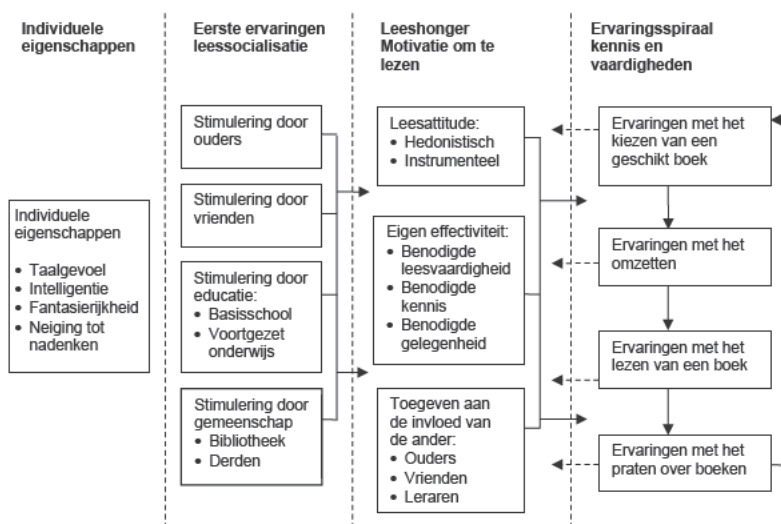 Individuele
eigenschappen
Eerste ervaringen
leessocialisatie
Leeshonger
Motivatie om te
lezen
Ervaringsspiraal
kennis en
vaardigheden
Individuele
eigenschappen
• Taalgevoel
• Intelligentie
• Fantasierijkheid
• Neiging tot
nadenken
Stimulering door
ouders
Stimulering door
vrienden
Stimulering door
educatie:
• Basisschool
• Voortgezet
onderwijs
Stimulering door
gemeenschap
• Bibliotheek
• Derden
Leesattitude:
• Hedonistisch
• Instrumenteel
Eigen effectiviteit:
• Benodigde
leesvaardigheid
• Benodigde
kennis
• Benodigde
gelegenheid
Toegeven aan
de invloed van
de ander:
• Ouders
• Vrienden
• Leraren
Ervaringen met het
kiezen van een
geschikt boek
Ervaringen met het
omzetten
Ervaringen met het
lezen van een boek
Ervaringen met het
praten over boeken